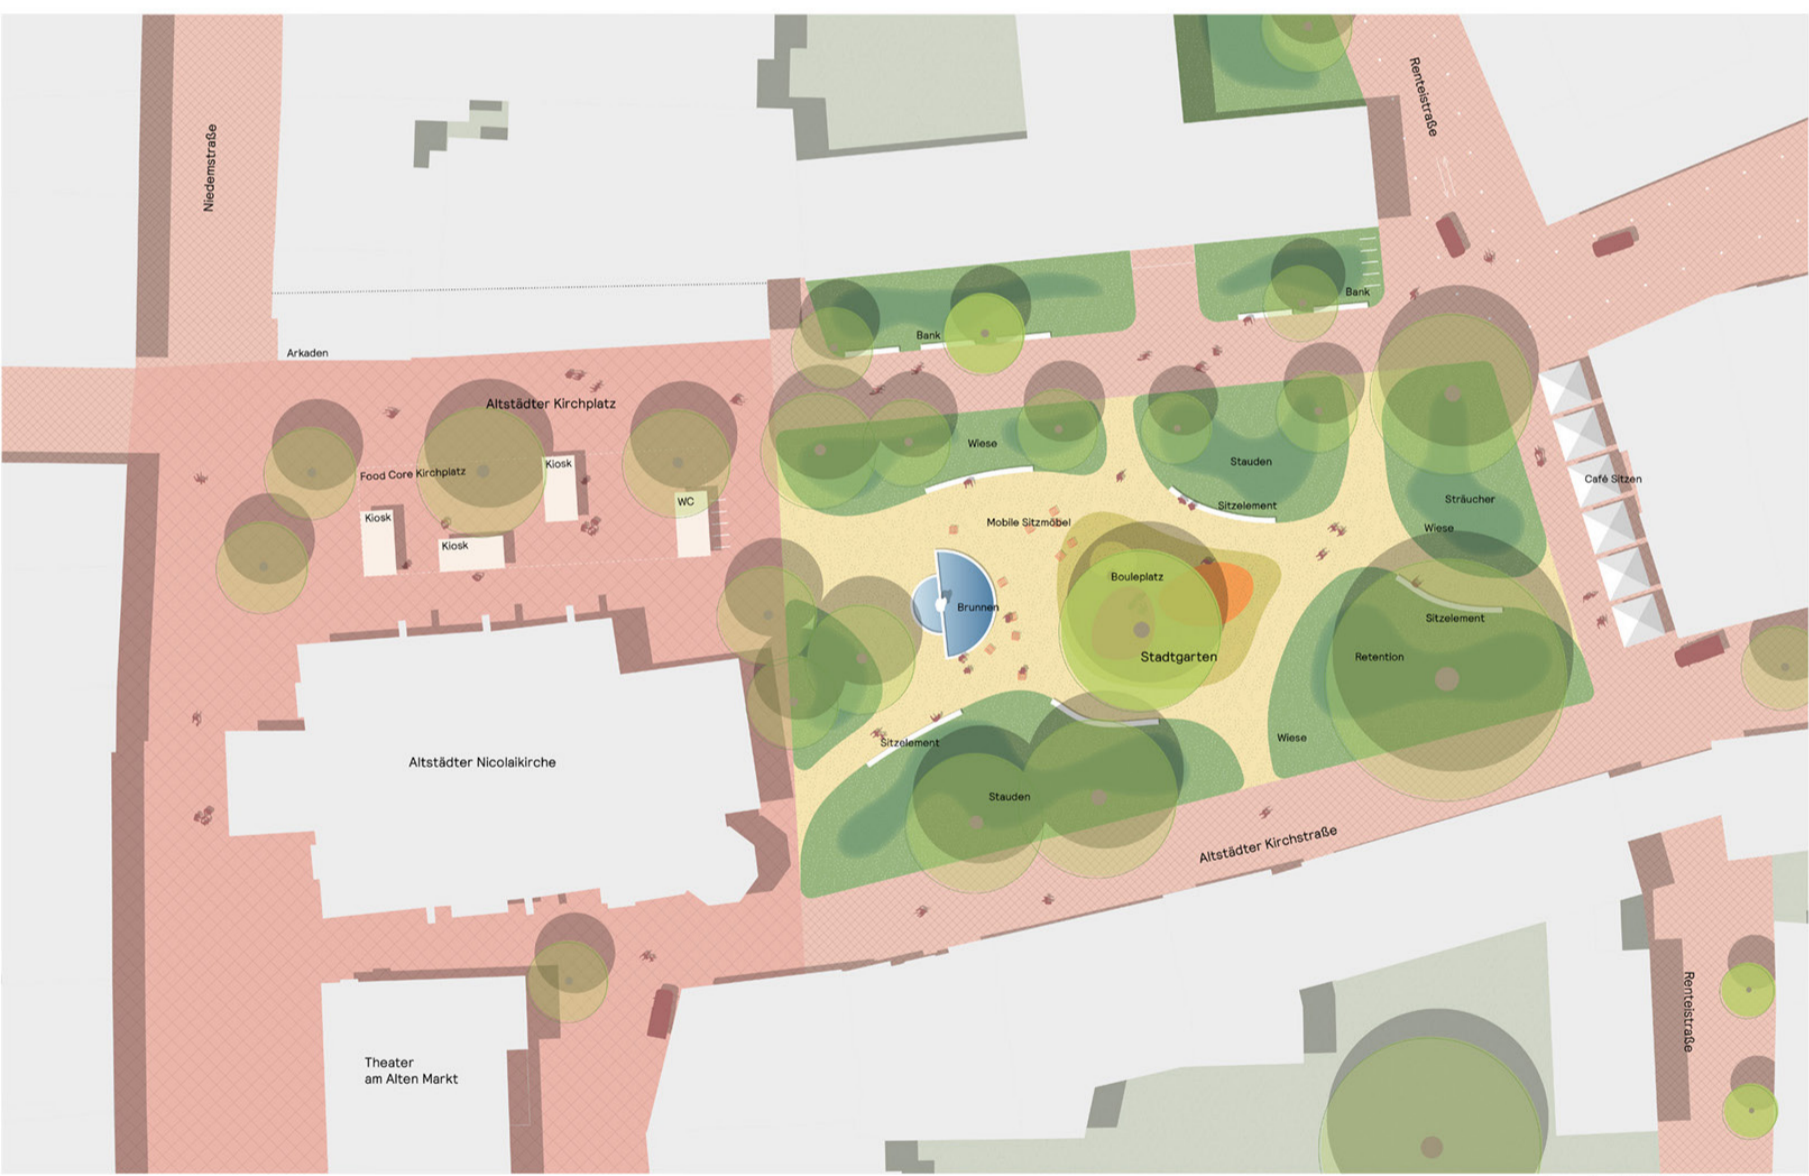 Renteistraße
Niedernstraße
Bank
Bank
Arkaden
Altstädter Kirchplatz
Wiese
Food Core Kirchplatz
Kiosk
Stauden
Café Sitzen
Kiosk
WC
Sträucher
Sitzelement
Mobile Sitzmöbel
Wiese
Kiosk
Bouleplatz
Brunnen
Sitzelement
Stadtgarten
Retention
Sitzelement
Wiese
Altstädter Nicolaikirche
Stauden
Altstädter Kirchstraße
Renteistraße
Theater
am Alten Markt